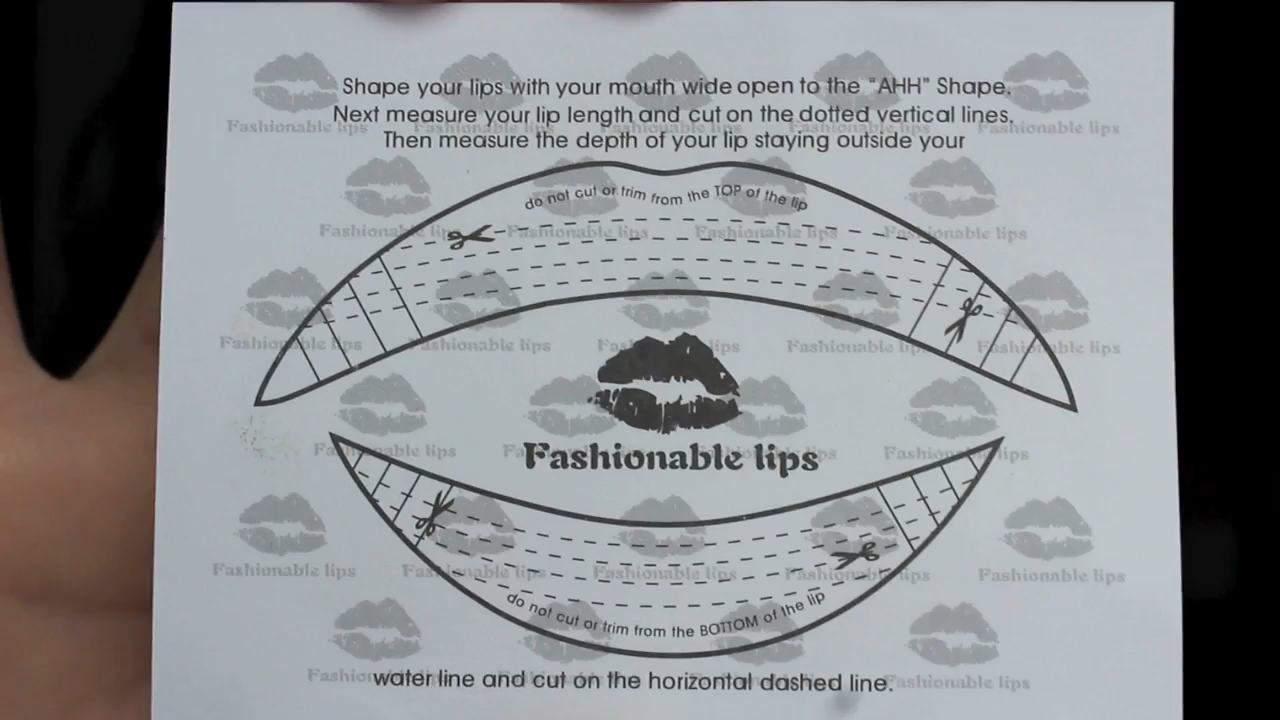 Shape your lips with your mouth wide open to the "AHH" Shape.
Next measure your lip length and cut on the dotted vertical lines.
Then measure the depth of your lip staying outside your
do not cut or trim from the TOP of the lip
Fashionable lips
do not cut or trim from the BOTTOM of the lip
water line and cut on the horizontal dashed line.